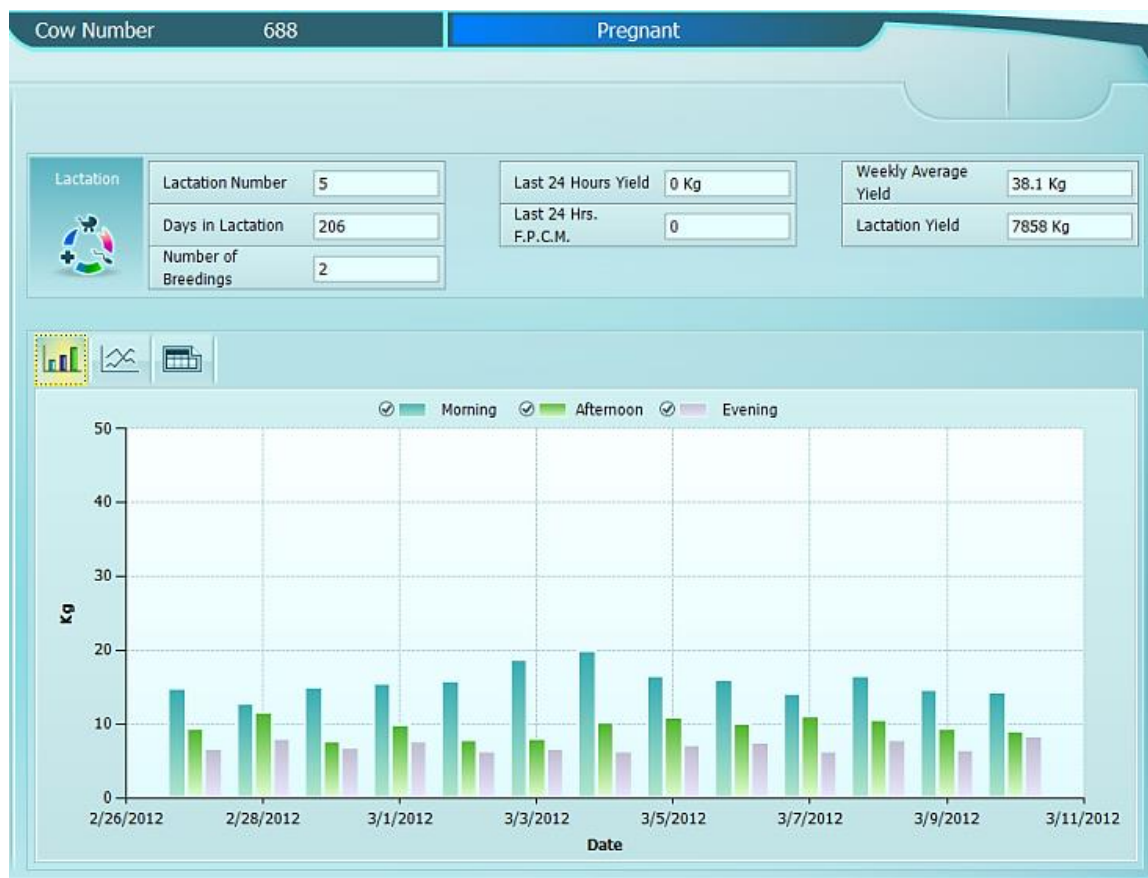 Cow Number 688 Pregnant
Lactation
Lactation Number 5
Days in Lactation 206
Number of
Breedings 2
Last 24 Hours Yield 0 Kg
Last 24 Hrs.
F.P.C.M. 0
Weekly Average
Yield 38.1 Kg
Lactation Yield 7858 Kg
Morning Afternoon Evening
50
40
30
20
10
0
Kg
2/26/2012 2/28/2012 3/1/2012 3/3/2012 3/5/2012 3/7/2012 3/9/2012 3/11/2012
Date